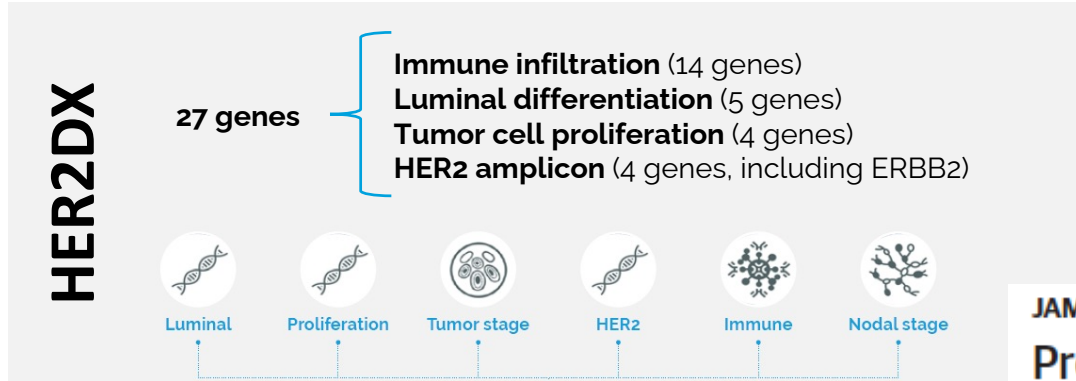 HER2DX
27 genes
Immune infiltration (14 genes)
Luminal differentiation (5 genes)
Tumor cell proliferation (4 genes)
HER2 amplicon (4 genes, including ERBB2)
Luminal
Proliferation
Tumor stage
HER2
Immune
Nodal stage